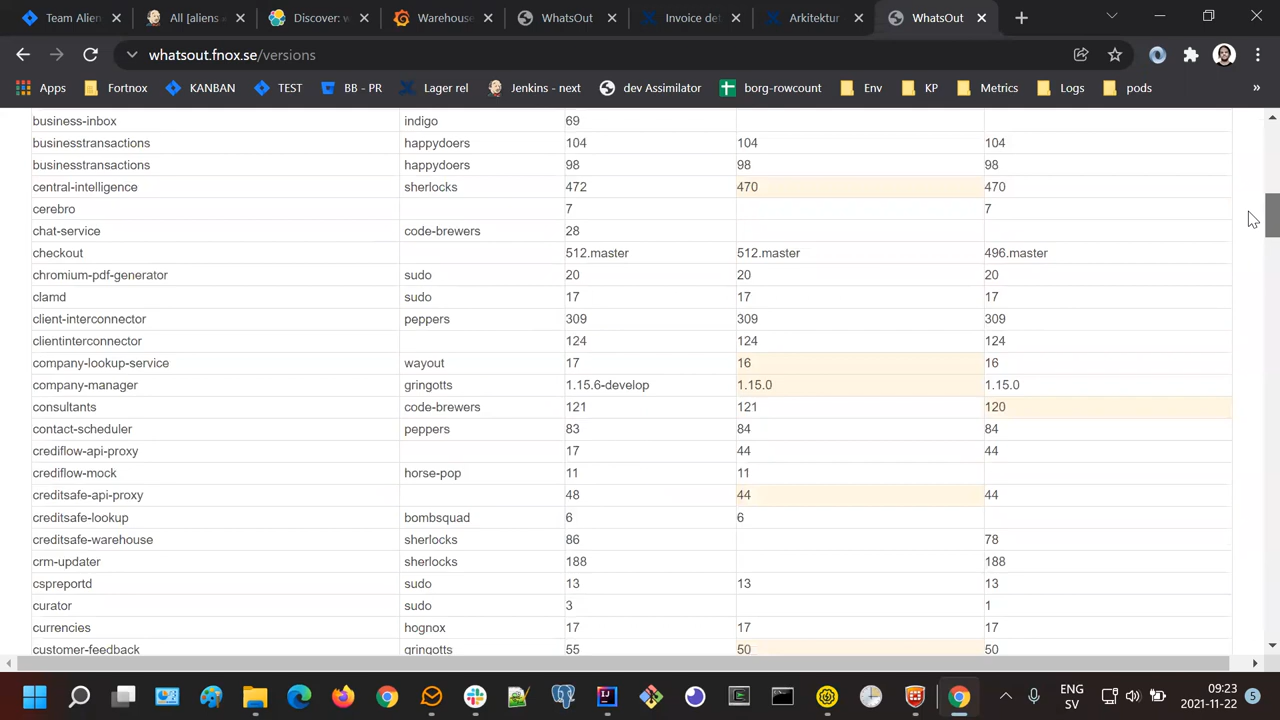 Team Alien
All [aliens a
Discover: w
Warehouse
WhatsOut
Invoice det
Arkitektur
WhatsOut
whatsout.fnox.se/versions
Apps Fortnox KANBAN TEST BB - PR Lager rel Jenkins - next dev Assimilator borg-rowcount Env KP Metrics Logs pods »
business-inbox indigo 69
businesstransactions happydoers 104 104 104
businesstransactions happydoers 98 98 98
central-intelligence sherlocks 472 470 470
cerebro 7 7
chat-service code-brewers 28
checkout 512.master 512.master 496.master
chromium-pdf-generator sudo 20 20 20
clamd sudo 17 17 17
client-interconnector peppers 309 309 309
clientinterconnector 124 124 124
company-lookup-service wayout 17 16 16
company-manager gringotts 1.15.6-develop 1.15.0 1.15.0
consultants code-brewers 121 121 120
contact-scheduler peppers 83 84 84
crediflow-api-proxy 17 44 44
crediflow-mock horse-pop 11 11
creditsafe-api-proxy 48 44 44
creditsafe-lookup bombsquad 6 6
creditsafe-warehouse sherlocks 86 78
crm-updater sherlocks 188 188
cspreportd sudo 13 13 13
curator sudo 3 1
currencies hognox 17 17 17
customer-feedback gringotts 55 50 50
ENG
SV
09:23
2021-11-22
5